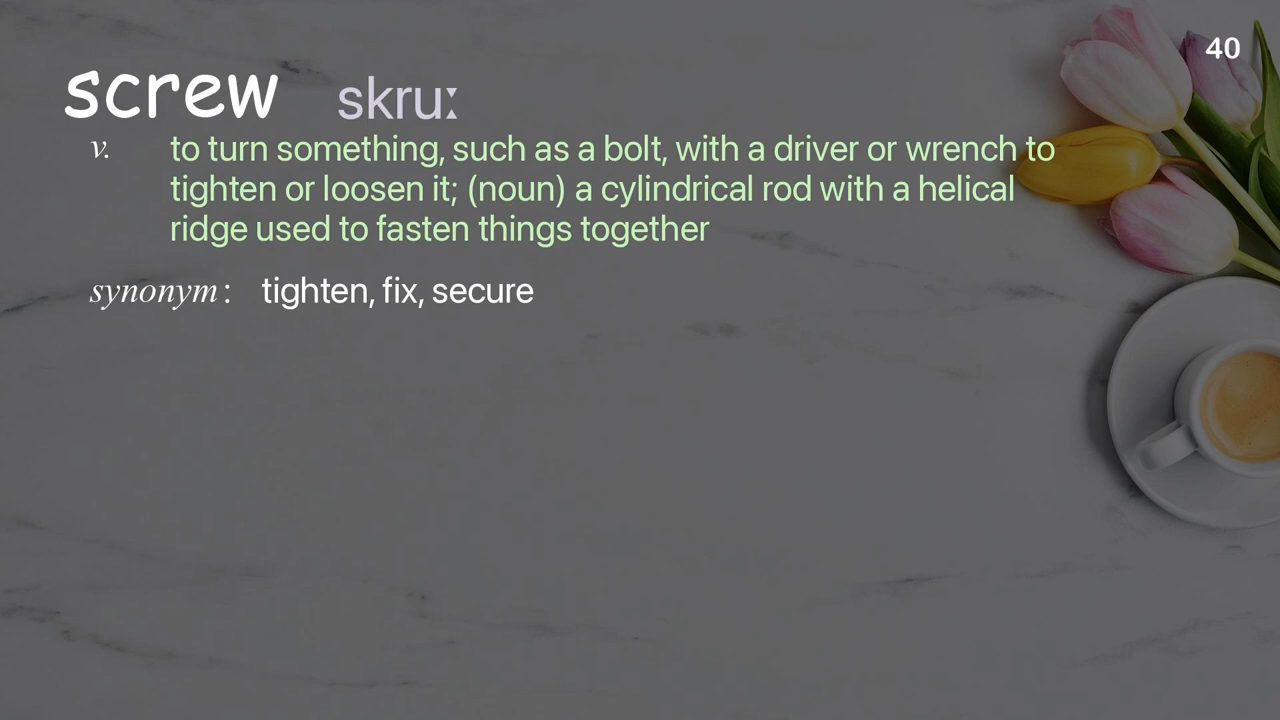 40
screw skruː
v. to turn something, such as a bolt, with a driver or wrench to
tighten or loosen it; (noun) a cylindrical rod with a helical
ridge used to fasten things together
synonym: tighten, fix, secure